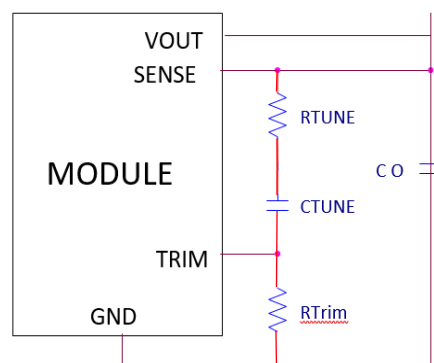 VOUT
SENSE
RTUNE
MODULE
C O
CTUNE
TRIM
GND
RTrim